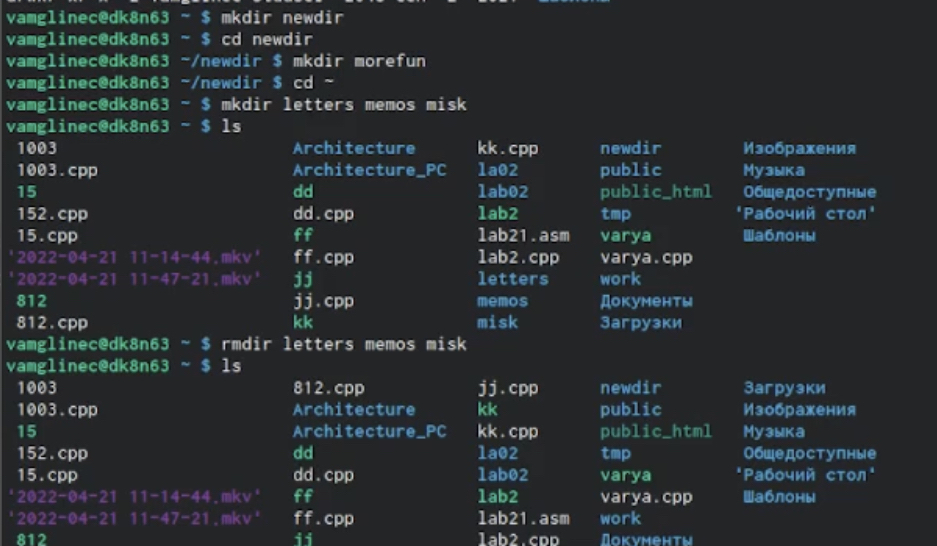 vamglinec@dk8n63 ~ $ mkdir newdir
vamglinec@dk8n63 ~ $ cd newdir
vamglinec@dk8n63 ~/newdir $ mkdir morefun
vamglinec@dk8n63 ~/newdir $ cd ~
vamglinec@dk8n63 ~ $ mkdir letters memos misk
vamglinec@dk8n63 ~ $ ls
1003 Architecture kk.cpp newdir Изображения
1003.cpp Architecture_PC la02 public Музыка
15 dd lab02 public_html Общедоступные
152.cpp dd.cpp lab2 tmp 'Рабочий стол'
15.cpp ff lab21.asm varya Шаблоны
'2022-04-21 11-14-44.mkv' ff.cpp lab2.cpp varya.cpp
'2022-04-21 11-47-21.mkv' jj letters work
812 jj.cpp memos Документы
812.cpp kk misk Загрузки
vamglinec@dk8n63 ~ $ rmdir letters memos misk
vamglinec@dk8n63 ~ $ ls
1003 812.cpp jj.cpp newdir Загрузки
1003.cpp Architecture kk public Изображения
15 Architecture_PC kk.cpp public_html Музыка
152.cpp dd la02 tmp Общедоступные
15.cpp dd.cpp lab02 varya 'Рабочий стол'
'2022-04-21 11-14-44.mkv' ff lab2 varya.cpp Шаблоны
'2022-04-21 11-47-21.mkv' ff.cpp lab21.asm work
812 jj lab2.cpp Документы